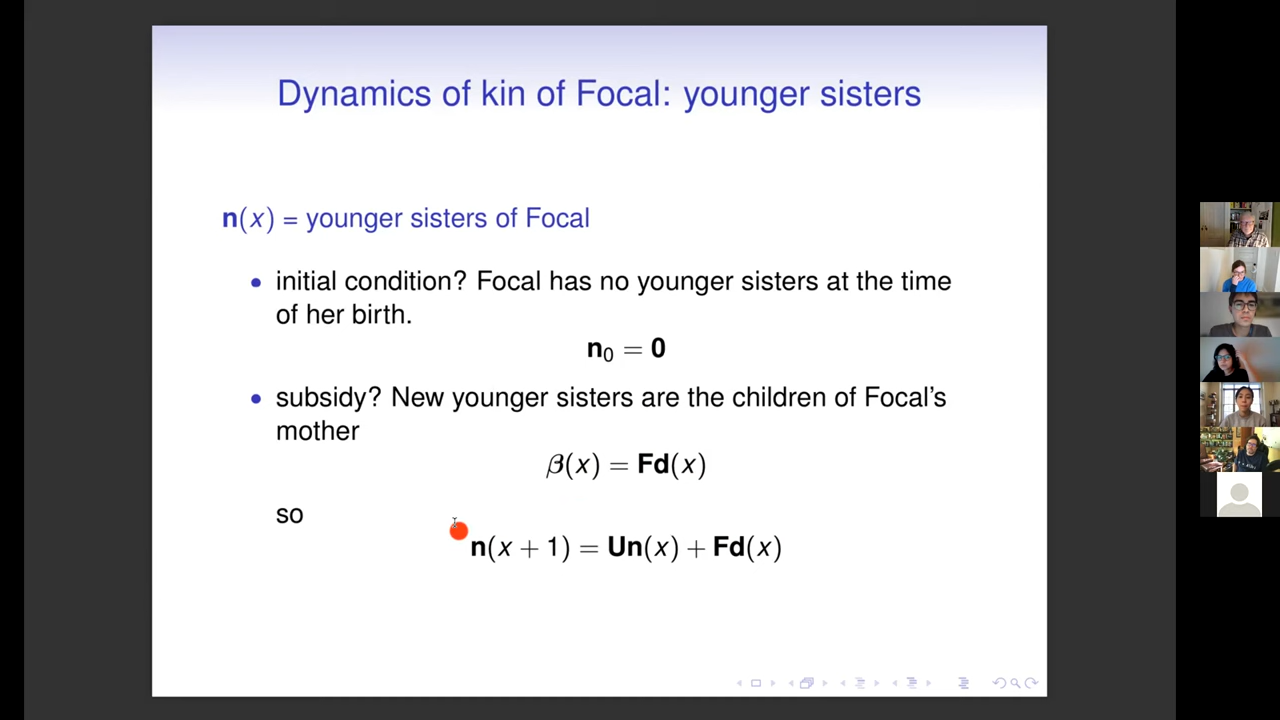 Dynamics of kin of Focal: younger sisters
n(x) = younger sisters of Focal
• initial condition? Focal has no younger sisters at the time
of her birth.
n₀ = 0
• subsidy? New younger sisters are the children of Focal's
mother
β(x) = Fd(x)
so
n(x + 1) = Un(x) + Fd(x)